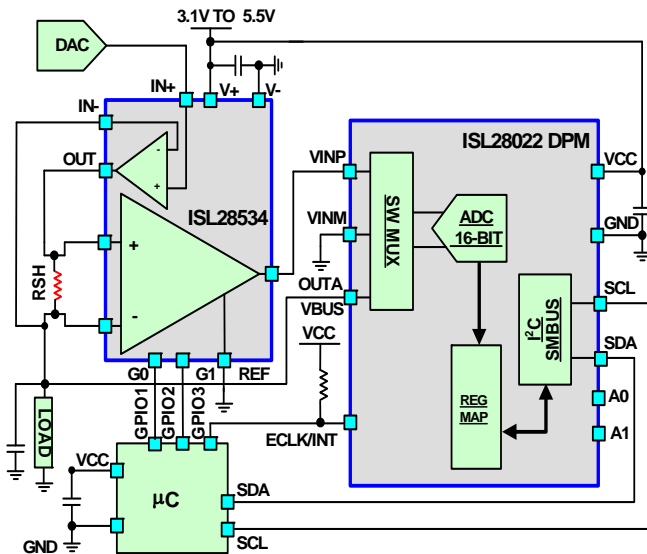 3.1V TO 5.5V
DAC
IN+
V+
V-
IN-
OUT
-
+
ISL28534
+
-
RSH
G0
G1
REF
LOAD
GPIO1
GPIO2
GPIO3
VCC
GND
µC
SDA
SCL
ISL28022 DPM
VINP
VINM
OUTA
VBUS
VCC
ECLK/INT
SW MUX
ADC
16-BIT
REG
MAP
I2C
SMBUS
VCC
GND
SCL
SDA
A0
A1